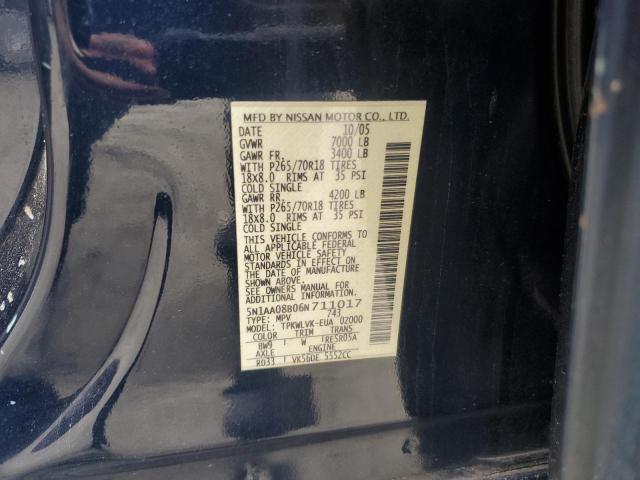 MFD BY NISSAN MOTOR CO., LTD.
DATE 10/05
GVWR 7000 LB
GAWR FR. 3400 LB
WITH P265/70R18 TIRES
18X8.0 RIMS AT 35 PSI
COLD SINGLE
GAWR RR. 4200 LB
WITH P265/70R18 TIRES
18X8.0 RIMS AT 35 PSI
COLD SINGLE
THIS VEHICLE CONFORMS TO
ALL APPLICABLE FEDERAL
MOTOR VEHICLE SAFETY
STANDARDS IN EFFECT ON
THE DATE OF MANUFACTURE
SEE OWNERS MANUAL FOR
ADDITIONAL INFORMATION.
5N1AA08B06N711017
TYPE: MPV 743
MODEL: TPKWLVK-EUA 02000
COLOR TRIM TRANS
BW9 W RE5R05A
AXLE ENGINE
R033 VK56DE 5552CC